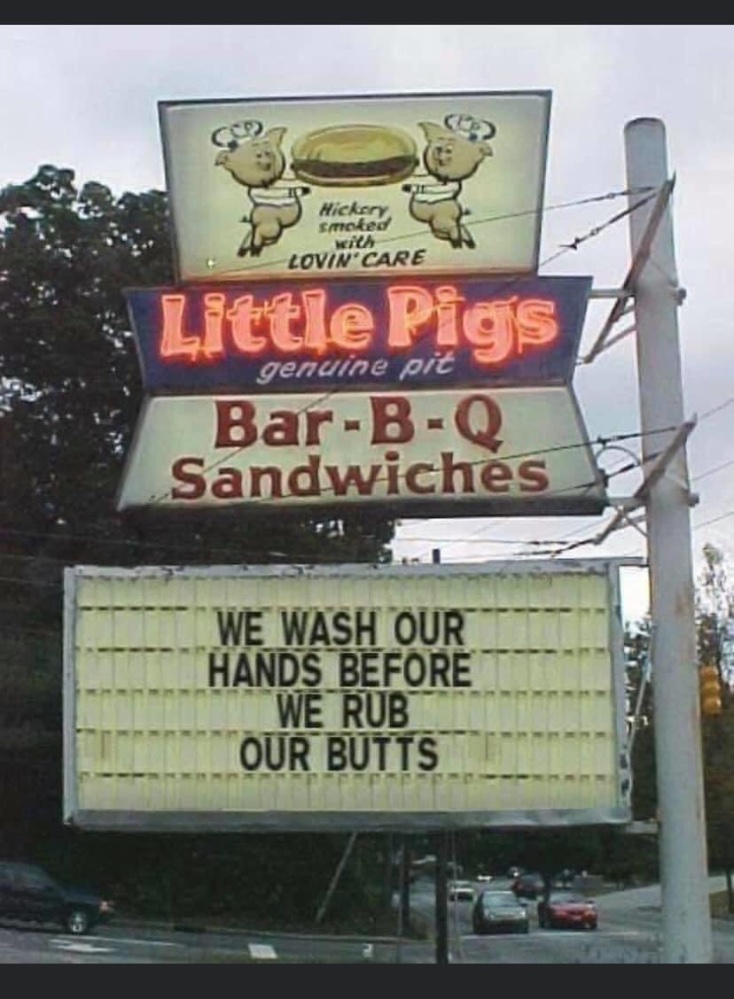 Hickory
smoked
with
LOVIN' CARE
Little Pigs
genuine pit
Bar-B-Q
Sandwiches
WE WASH OUR
HANDS BEFORE
WE RUB
OUR BUTTS